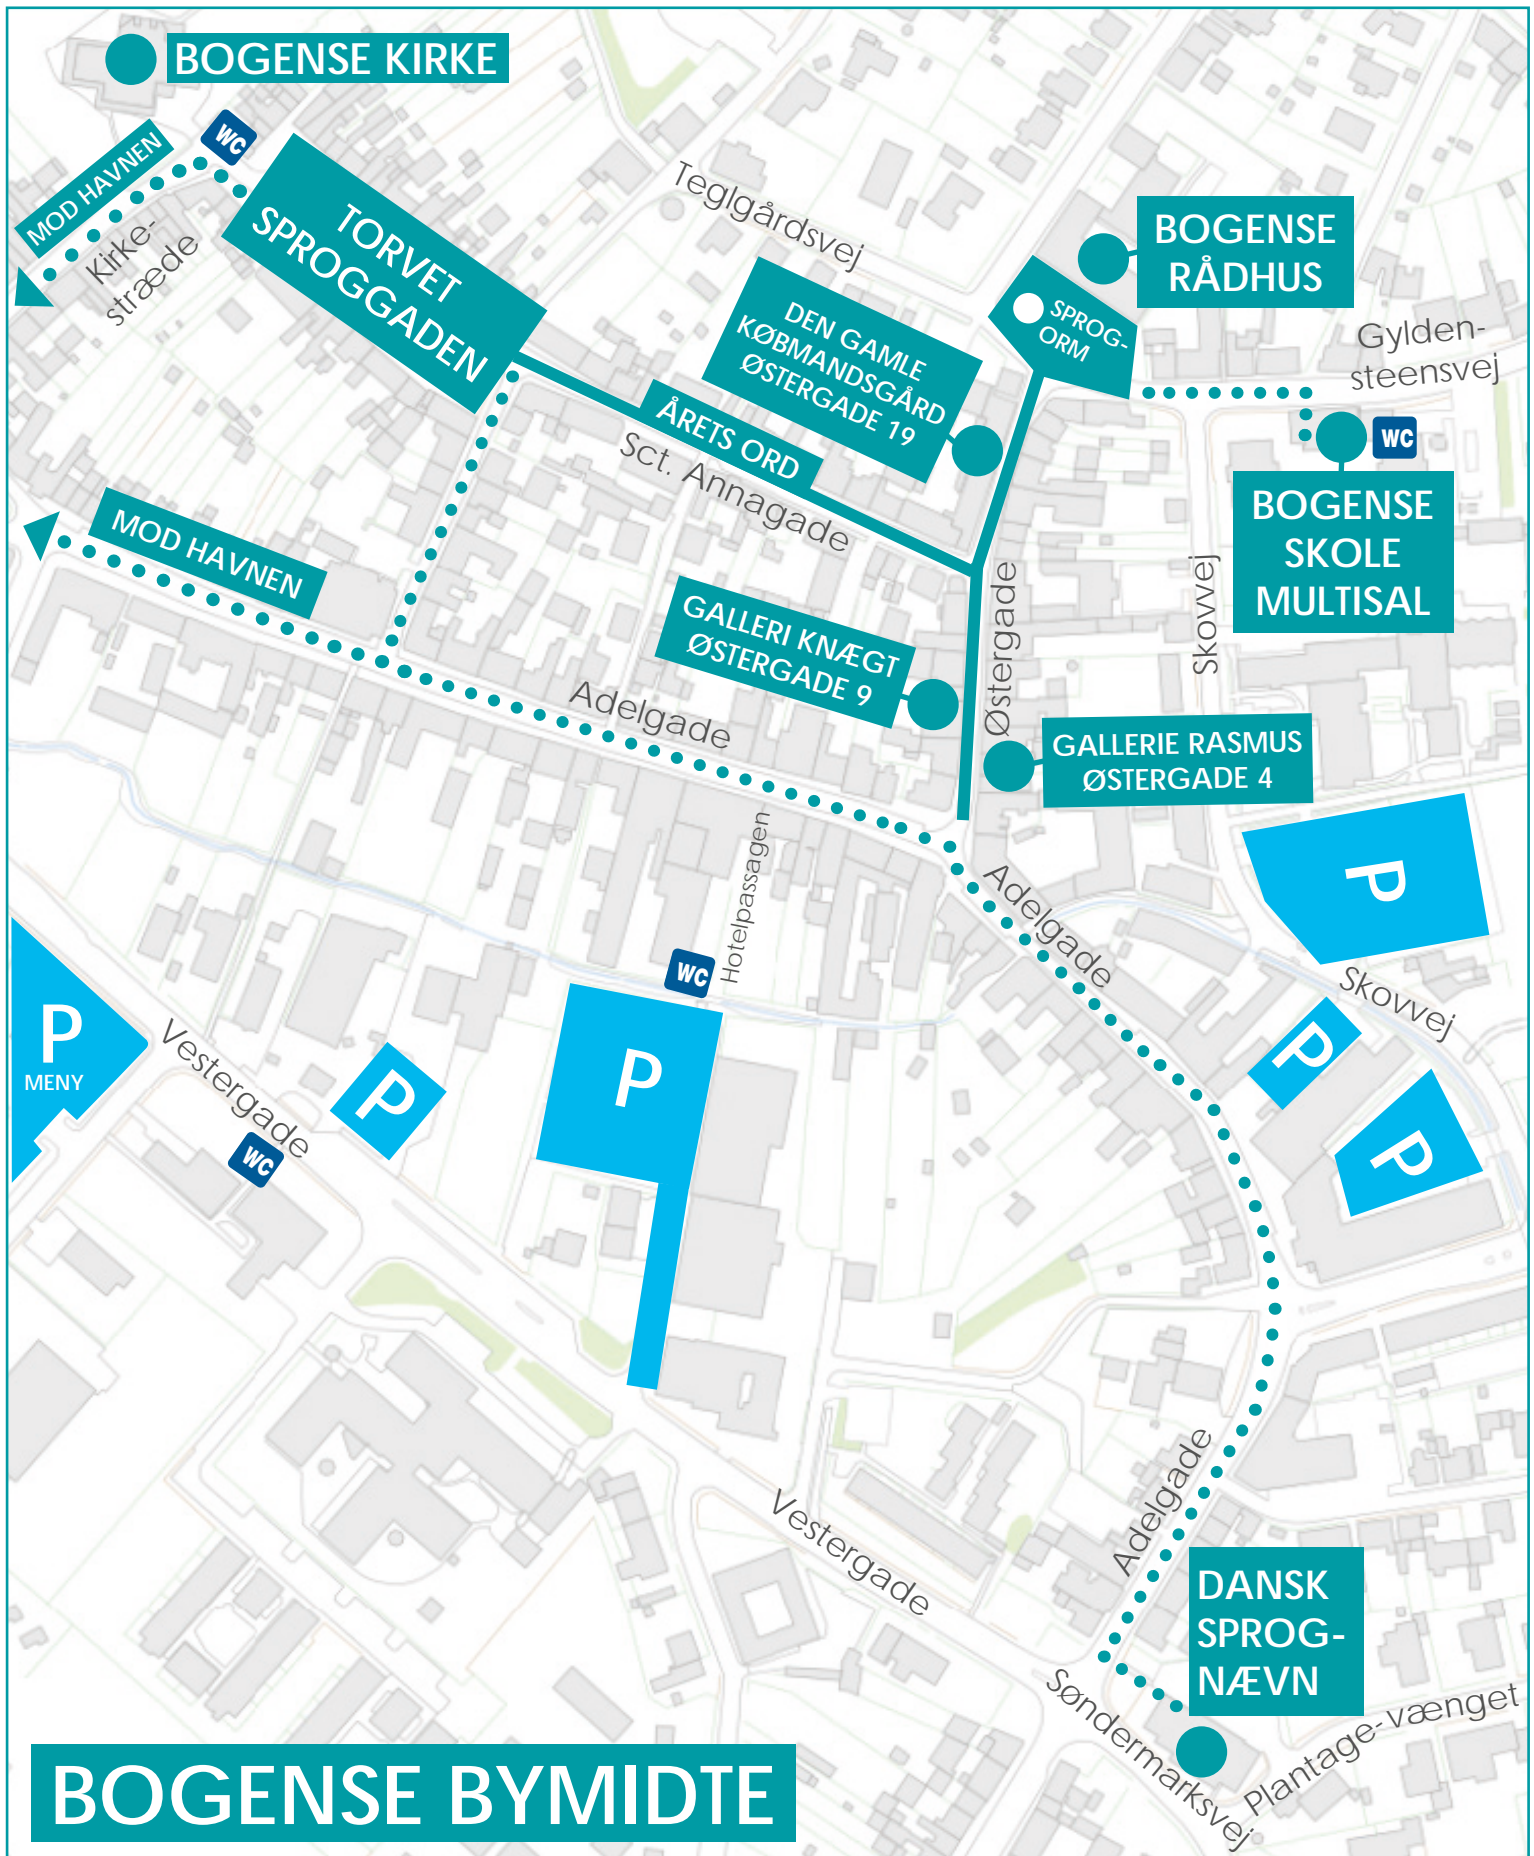 BOGENSE KIRKE
WC
MOD HAVNEN
Kirke-
stræde
TORVET
SPROGGADEN
Teglgårdsvej
BOGENSE
RÅDHUS
SPROG-
ORM
DEN GAMLE
KØBMANDSGÅRD
ØSTERGADE 19
Gylden-
steensvej
ÅRETS ORD
Sct. Annagade
WC
BOGENSE
SKOLE
MULTISAL
MOD HAVNEN
Skovvej
Østergade
GALLERI KNÆGT
ØSTERGADE 9
Adelgade
GALLERIE RASMUS
ØSTERGADE 4
Hotelpassagen
P
Adelgade
WC
Skovvej
P
MENY
Vestergade
P
P
P
P
WC
Adelgade
Vestergade
DANSK
SPROG-
NÆVN
Søndermarksvej
Plantage-vænget
BOGENSE BYMIDTE